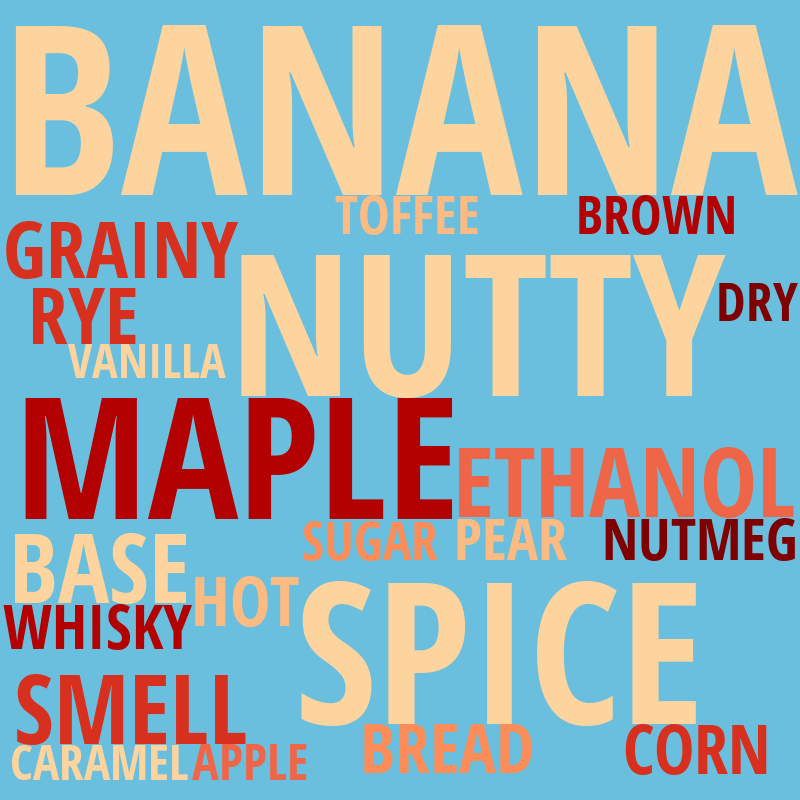 BANANA
TOFFEE BROWN
GRAINY
NUTTY
DRY
RYE
VANILLA
MAPLE
ETHANOL
SUGAR PEAR NUTMEG
BASE
HOT
SPICE
WHISKY
SMELL
BREAD CORN
CARAMEL APPLE